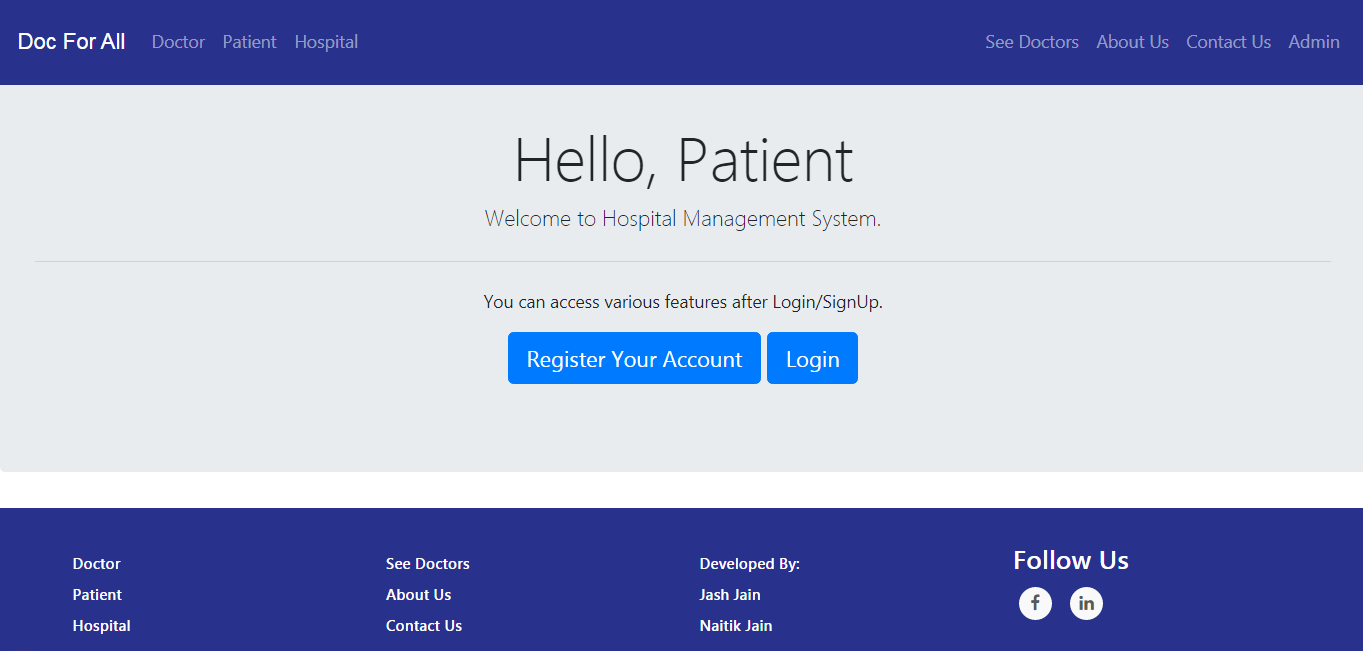 Doc For All Doctor Patient Hospital See Doctors About Us Contact Us Admin
Hello, Patient
Welcome to Hospital Management System.
You can access various features after Login/SignUp.
Register Your Account Login
Doctor
Patient
Hospital
See Doctors
About Us
Contact Us
Developed By:
Jash Jain
Naitik Jain
Follow Us
f in